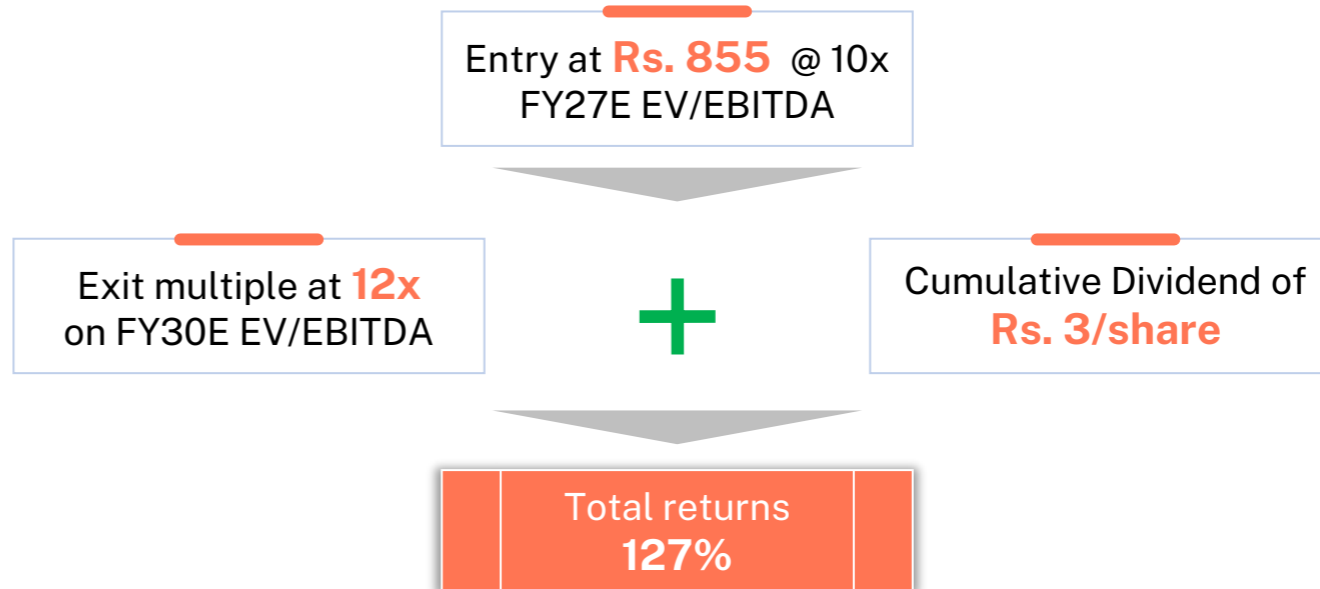 Entry at Rs. 855 @ 10x
FY27E EV/EBITDA
Exit multiple at 12x
on FY30E EV/EBITDA
Cumulative Dividend of
Rs. 3/share
Total returns
127%